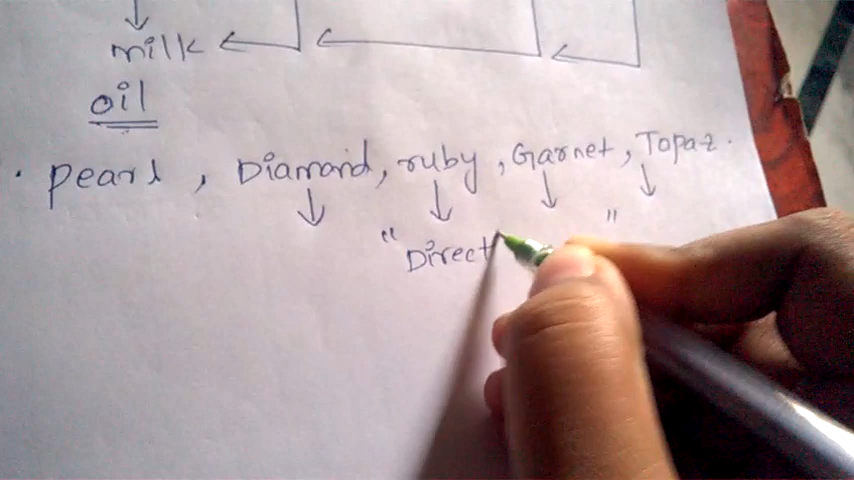 milk
oil
. pearl , Diamond, ruby , Garnet , Topaz .
" "
Direct